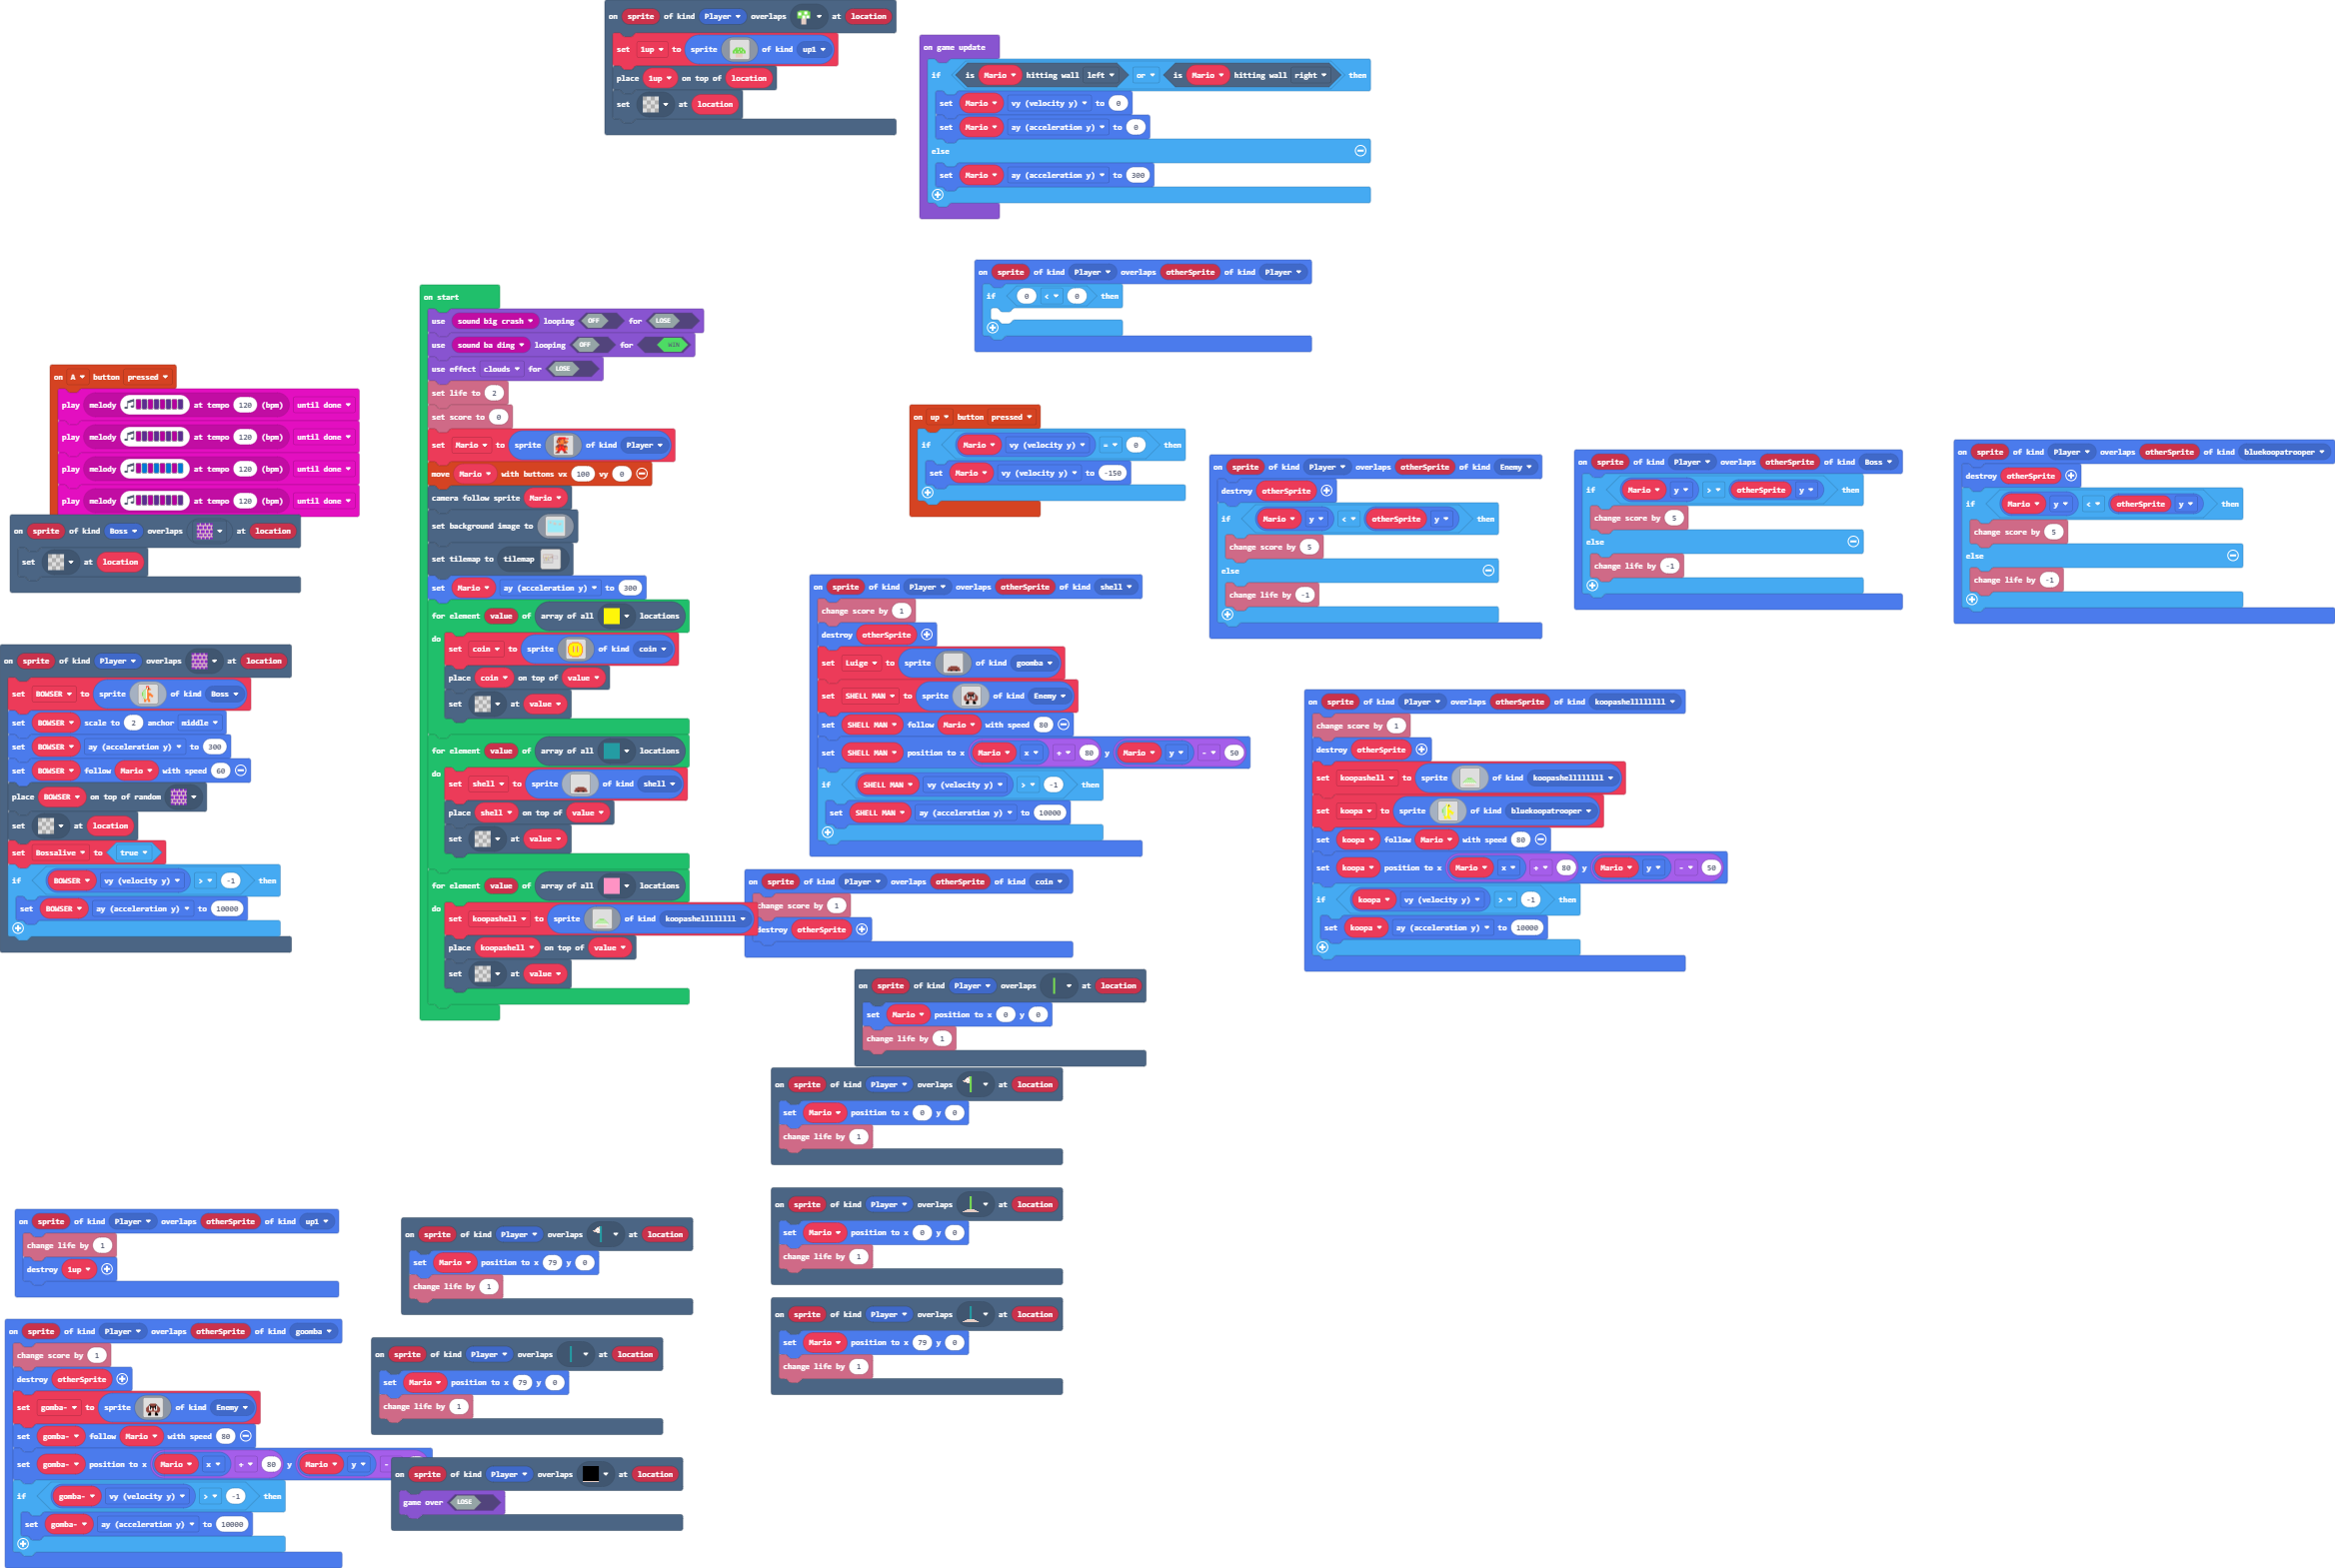 on sprite of kind Player overlaps at location
set 1up to sprite of kind up1
place 1up on top of location
set at location
on game update
if is Mario hitting wall left or is Mario hitting wall right then
set Mario vy (velocity y) to 0
set Mario ay (acceleration y) to 0
else
set Mario ay (acceleration y) to 300
on sprite of kind Player overlaps otherSprite of kind Player
if 0 < 0 then
on start
use sound big crash looping OFF for LOSE
use sound ba ding looping OFF for WIN
use effect clouds for LOSE
set life to 2
set score to 0
set Mario to sprite of kind Player
move Mario with buttons vx 100 vy 0
camera follow sprite Mario
set background image to
set tilemap to tilemap
set Mario ay (acceleration y) to 300
for element value of array of all locations
do
set coin to sprite of kind coin
place coin on top of value
set at value
for element value of array of all locations
do
set shell to sprite of kind shell
place shell on top of value
set at value
for element value of array of all locations
do
set koopashell to sprite of kind koopashelllllllll
place koopashell on top of value
set at value
on A button pressed
play melody at tempo 120 (bpm) until done
play melody at tempo 120 (bpm) until done
play melody at tempo 120 (bpm) until done
play melody at tempo 120 (bpm) until done
on sprite of kind Boss overlaps at location
set at location
on sprite of kind Player overlaps at location
set BOWSER to sprite of kind Boss
set BOWSER scale to 2 anchor middle
set BOWSER ay (acceleration y) to 300
set BOWSER follow Mario with speed 60
place BOWSER on top of random
set at location
set Bossalive to true
if BOWSER vy (velocity y) > -1 then
set BOWSER ay (acceleration y) to 10000
on up button pressed
if Mario vy (velocity y) = 0 then
set Mario vy (velocity y) to -150
on sprite of kind Player overlaps otherSprite of kind Enemy
destroy otherSprite
if Mario y < otherSprite y then
change score by 5
else
change life by -1
on sprite of kind Player overlaps otherSprite of kind Boss
if Mario y > otherSprite y then
change score by 5
else
change life by -1
on sprite of kind Player overlaps otherSprite of kind bluekoopatrooper
destroy otherSprite
if Mario y < otherSprite y then
change score by 5
else
change life by -1
on sprite of kind Player overlaps otherSprite of kind shell
change score by 1
destroy otherSprite
set Luige to sprite of kind goomba
set SHELL MAN to sprite of kind Enemy
set SHELL MAN follow Mario with speed 80
set SHELL MAN position to x Mario x + 80 y Mario y - 50
if SHELL MAN vy (velocity y) > -1 then
set SHELL MAN ay (acceleration y) to 10000
on sprite of kind Player overlaps otherSprite of kind koopashelllllllll
change score by 1
destroy otherSprite
set koopashell to sprite of kind koopashelllllllll
set koopa to sprite of kind bluekoopatrooper
set koopa follow Mario with speed 80
set koopa position to x Mario x + 80 y Mario y - 50
if koopa vy (velocity y) > -1 then
set koopa ay (acceleration y) to 10000
on sprite of kind Player overlaps otherSprite of kind coin
change score by 1
destroy otherSprite
on sprite of kind Player overlaps at location
set Mario position to x 0 y 0
change life by 1
on sprite of kind Player overlaps at location
set Mario position to x 0 y 0
change life by 1
on sprite of kind Player overlaps at location
set Mario position to x 0 y 0
change life by 1
on sprite of kind Player overlaps at location
set Mario position to x 79 y 0
change life by 1
on sprite of kind Player overlaps otherSprite of kind up1
change life by 1
destroy 1up
on sprite of kind Player overlaps at location
set Mario position to x 79 y 0
change life by 1
on sprite of kind Player overlaps at location
set Mario position to x 79 y 0
change life by 1
on sprite of kind Player overlaps otherSprite of kind goomba
change score by 1
destroy otherSprite
set gomba- to sprite of kind Enemy
set gomba- follow Mario with speed 80
set gomba- position to x Mario x + 80 y Mario y -
if gomba- vy (velocity y) > -1 then
set gomba- ay (acceleration y) to 10000
on sprite of kind Player overlaps at location
game over LOSE